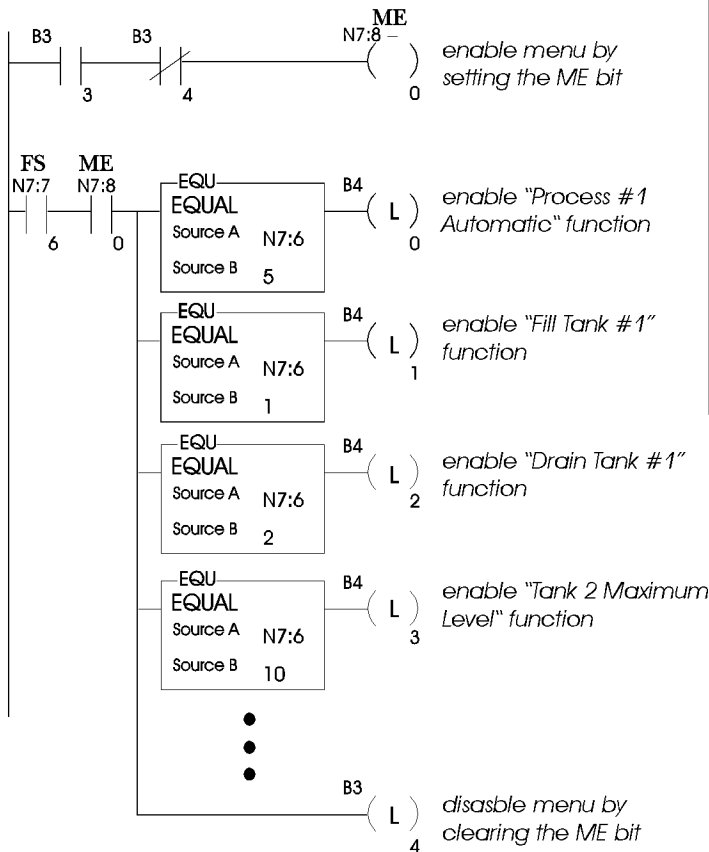 ME
B3 B3 N7:8
3 4 0
enable menu by
setting the ME bit
FS ME
N7:7 N7:8
6 0
EQU
EQUAL
Source A N7:6
Source B 5
B4
L
0
enable "Process #1
Automatic" function
EQU
EQUAL
Source A N7:6
Source B 1
B4
L
1
enable "Fill Tank #1"
function
EQU
EQUAL
Source A N7:6
Source B 2
B4
L
2
enable "Drain Tank #1"
function
EQU
EQUAL
Source A N7:6
Source B 10
B4
L
3
enable "Tank 2 Maximum
Level" function
B3
L
4
disasble menu by
clearing the ME bit